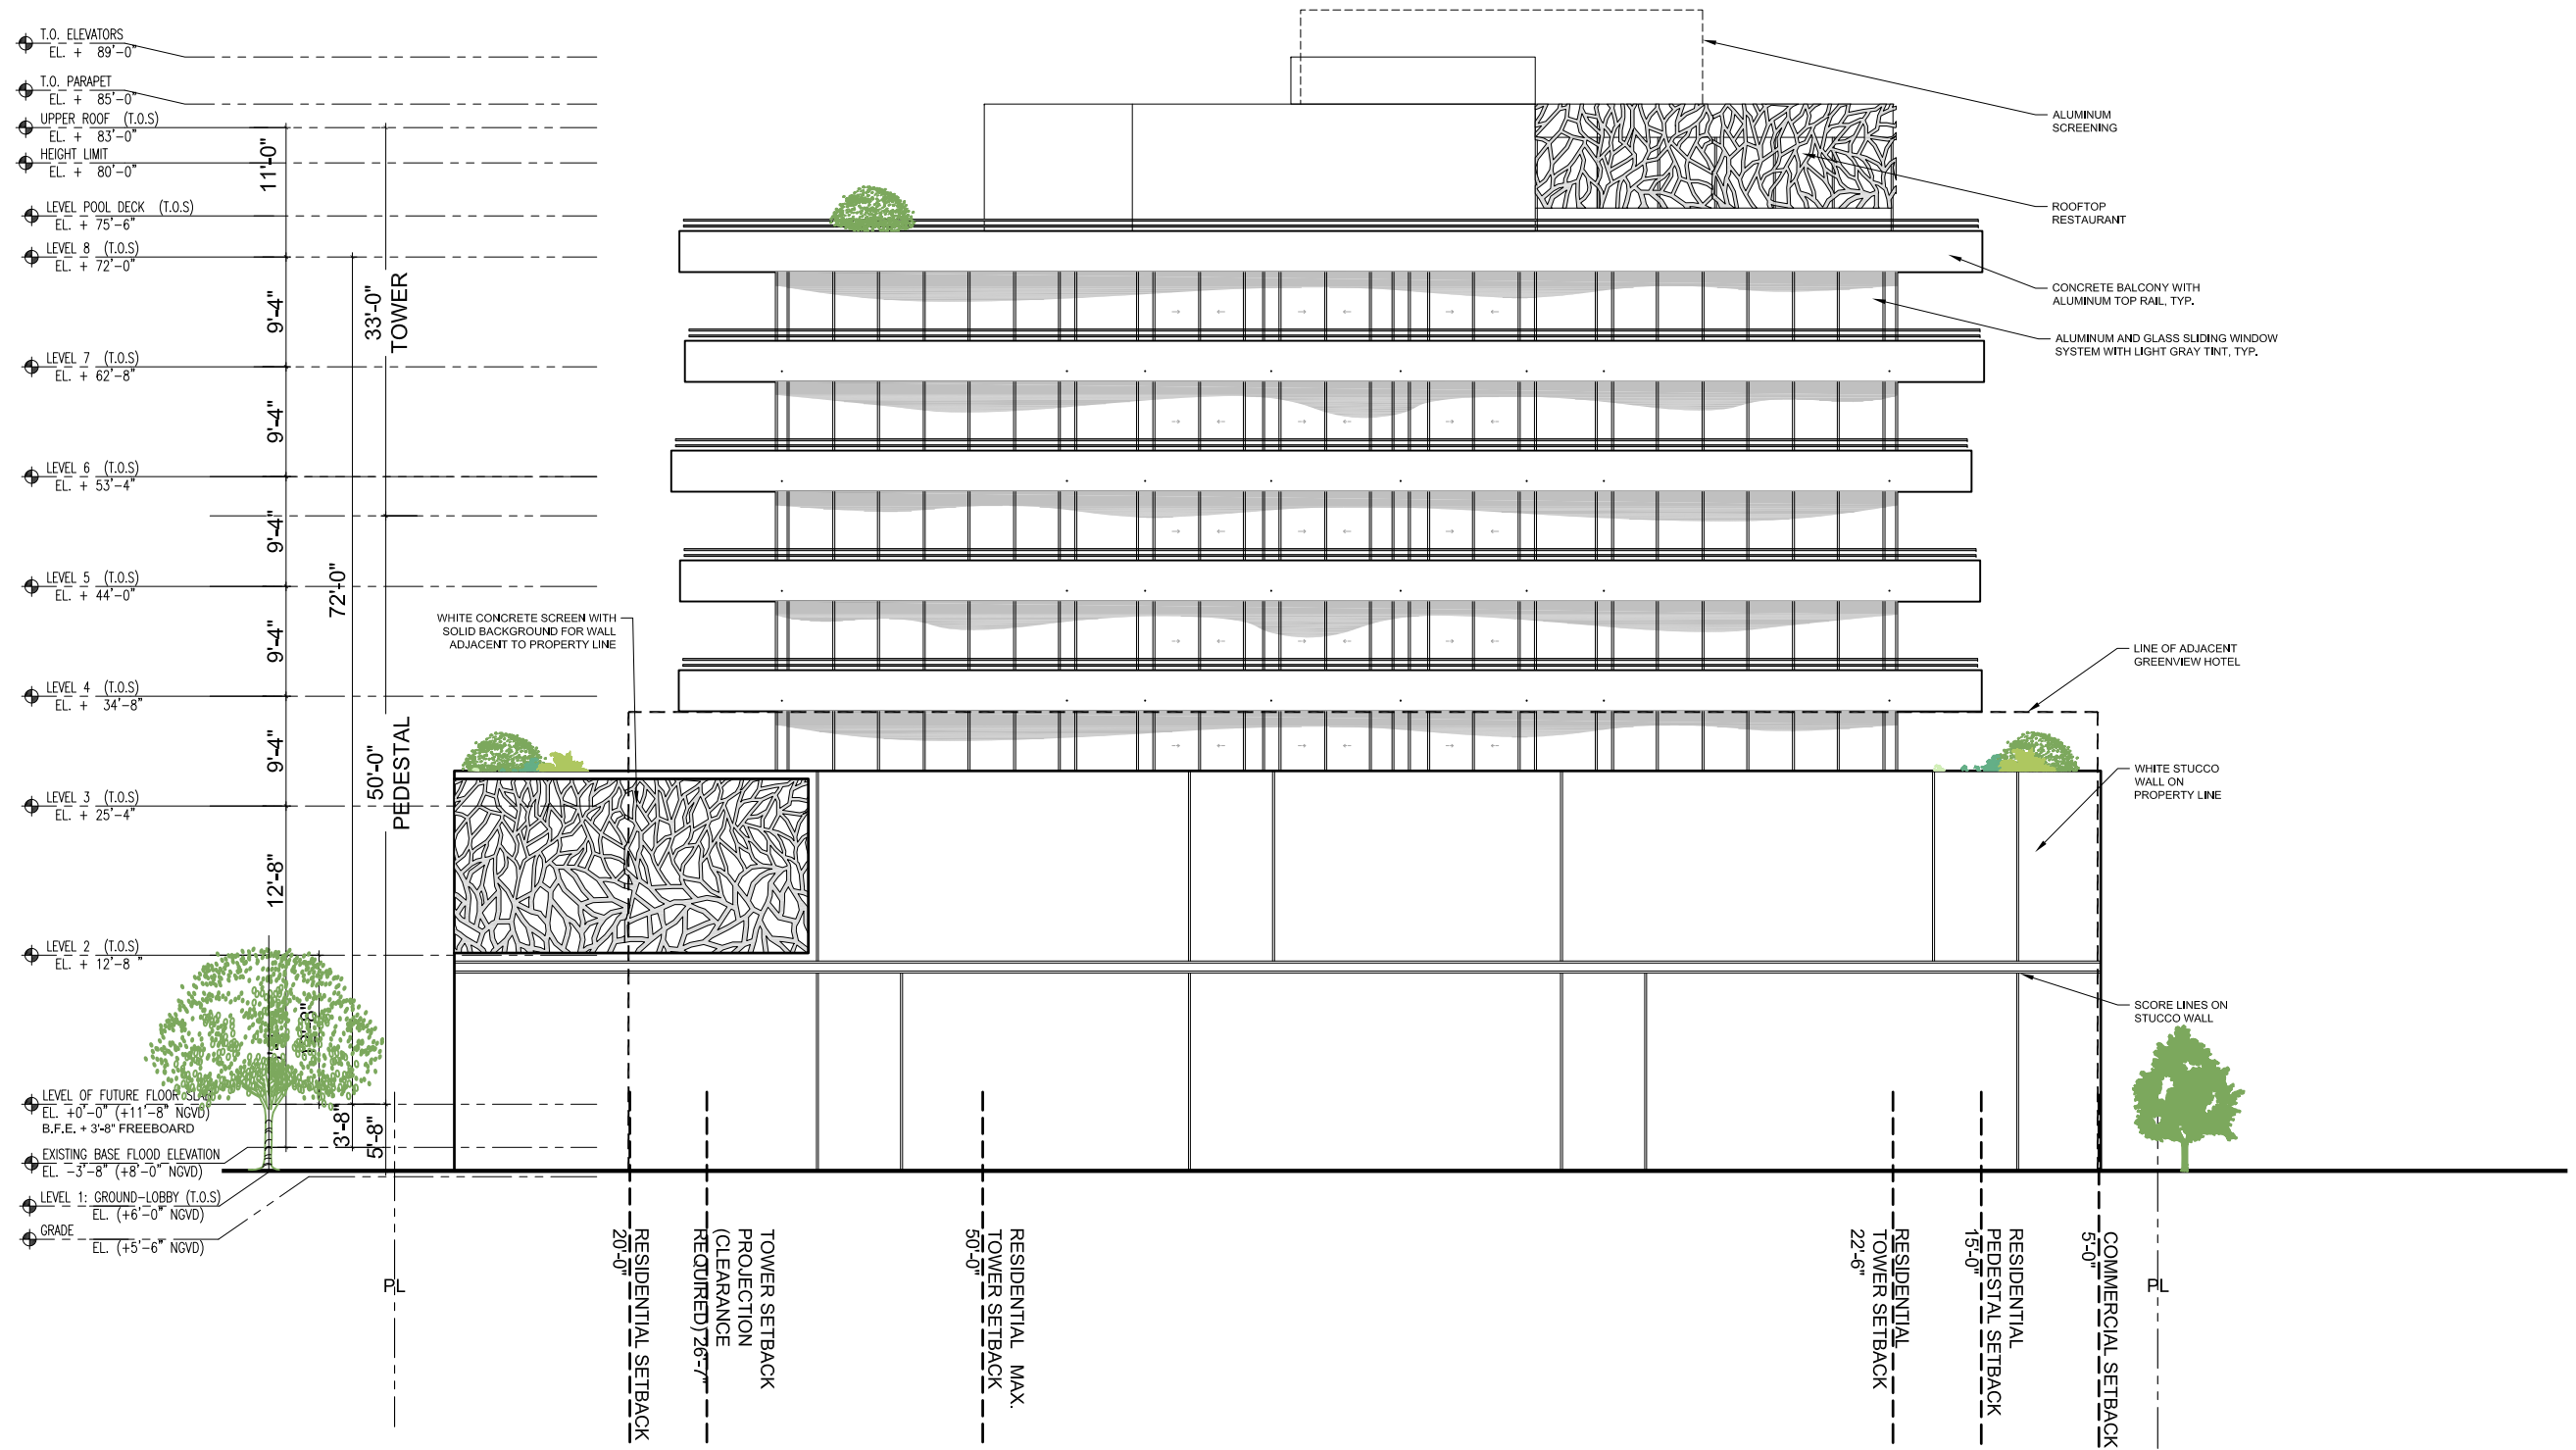 T.O. ELEVATORS
EL. + 89'-0"
T.O. PARAPET
EL. + 85'-0"
UPPER ROOF (T.O.S)
EL. + 83'-0"
HEIGHT LIMIT
EL. + 80'-0"
LEVEL POOL DECK (T.O.S)
EL. + 75'-6"
LEVEL 8 (T.O.S)
EL. + 72'-0"
LEVEL 7 (T.O.S)
EL. + 62'-8"
LEVEL 6 (T.O.S)
EL. + 53'-4"
LEVEL 5 (T.O.S)
EL. + 44'-0"
LEVEL 4 (T.O.S)
EL. + 34'-8"
LEVEL 3 (T.O.S)
EL. + 25'-4"
LEVEL 2 (T.O.S)
EL. + 12'-8"
LEVEL OF FUTURE FLOOR SLAB
EL. +0'-0" (+11'-8" NGVD)
B.F.E. + 3'-8" FREEBOARD
EXISTING BASE FLOOD ELEVATION
EL. -3'-8" (+8'-0" NGVD)
LEVEL 1: GROUND-LOBBY (T.O.S)
EL. (+6'-0" NGVD)
GRADE
EL. (+5'-6" NGVD)
11'-0"
9'-4"
9'-4"
9'-4"
9'-4"
9'-4"
12'-8"
72'-0"
3'-8"
33'-0"
TOWER
50'-0"
PEDESTAL
5'-8"
WHITE CONCRETE SCREEN WITH
SOLID BACKGROUND FOR WALL
ADJACENT TO PROPERTY LINE
ALUMINUM
SCREENING
ROOFTOP
RESTAURANT
CONCRETE BALCONY WITH
ALUMINUM TOP RAIL, TYP.
ALUMINUM AND GLASS SLIDING WINDOW
SYSTEM WITH LIGHT GRAY TINT, TYP.
LINE OF ADJACENT
GREENVIEW HOTEL
WHITE STUCCO
WALL ON
PROPERTY LINE
SCORE LINES ON
STUCCO WALL
PL
RESIDENTIAL SETBACK
20'-0"
TOWER SETBACK
PROJECTION
(CLEARANCE
REQUIRED) 26'-7"
RESIDENTIAL MAX.
TOWER SETBACK
50'-0"
RESIDENTIAL
TOWER SETBACK
22'-6"
RESIDENTIAL
PEDESTAL SETBACK
15'-0"
COMMERCIAL SETBACK
5'-0"
PL